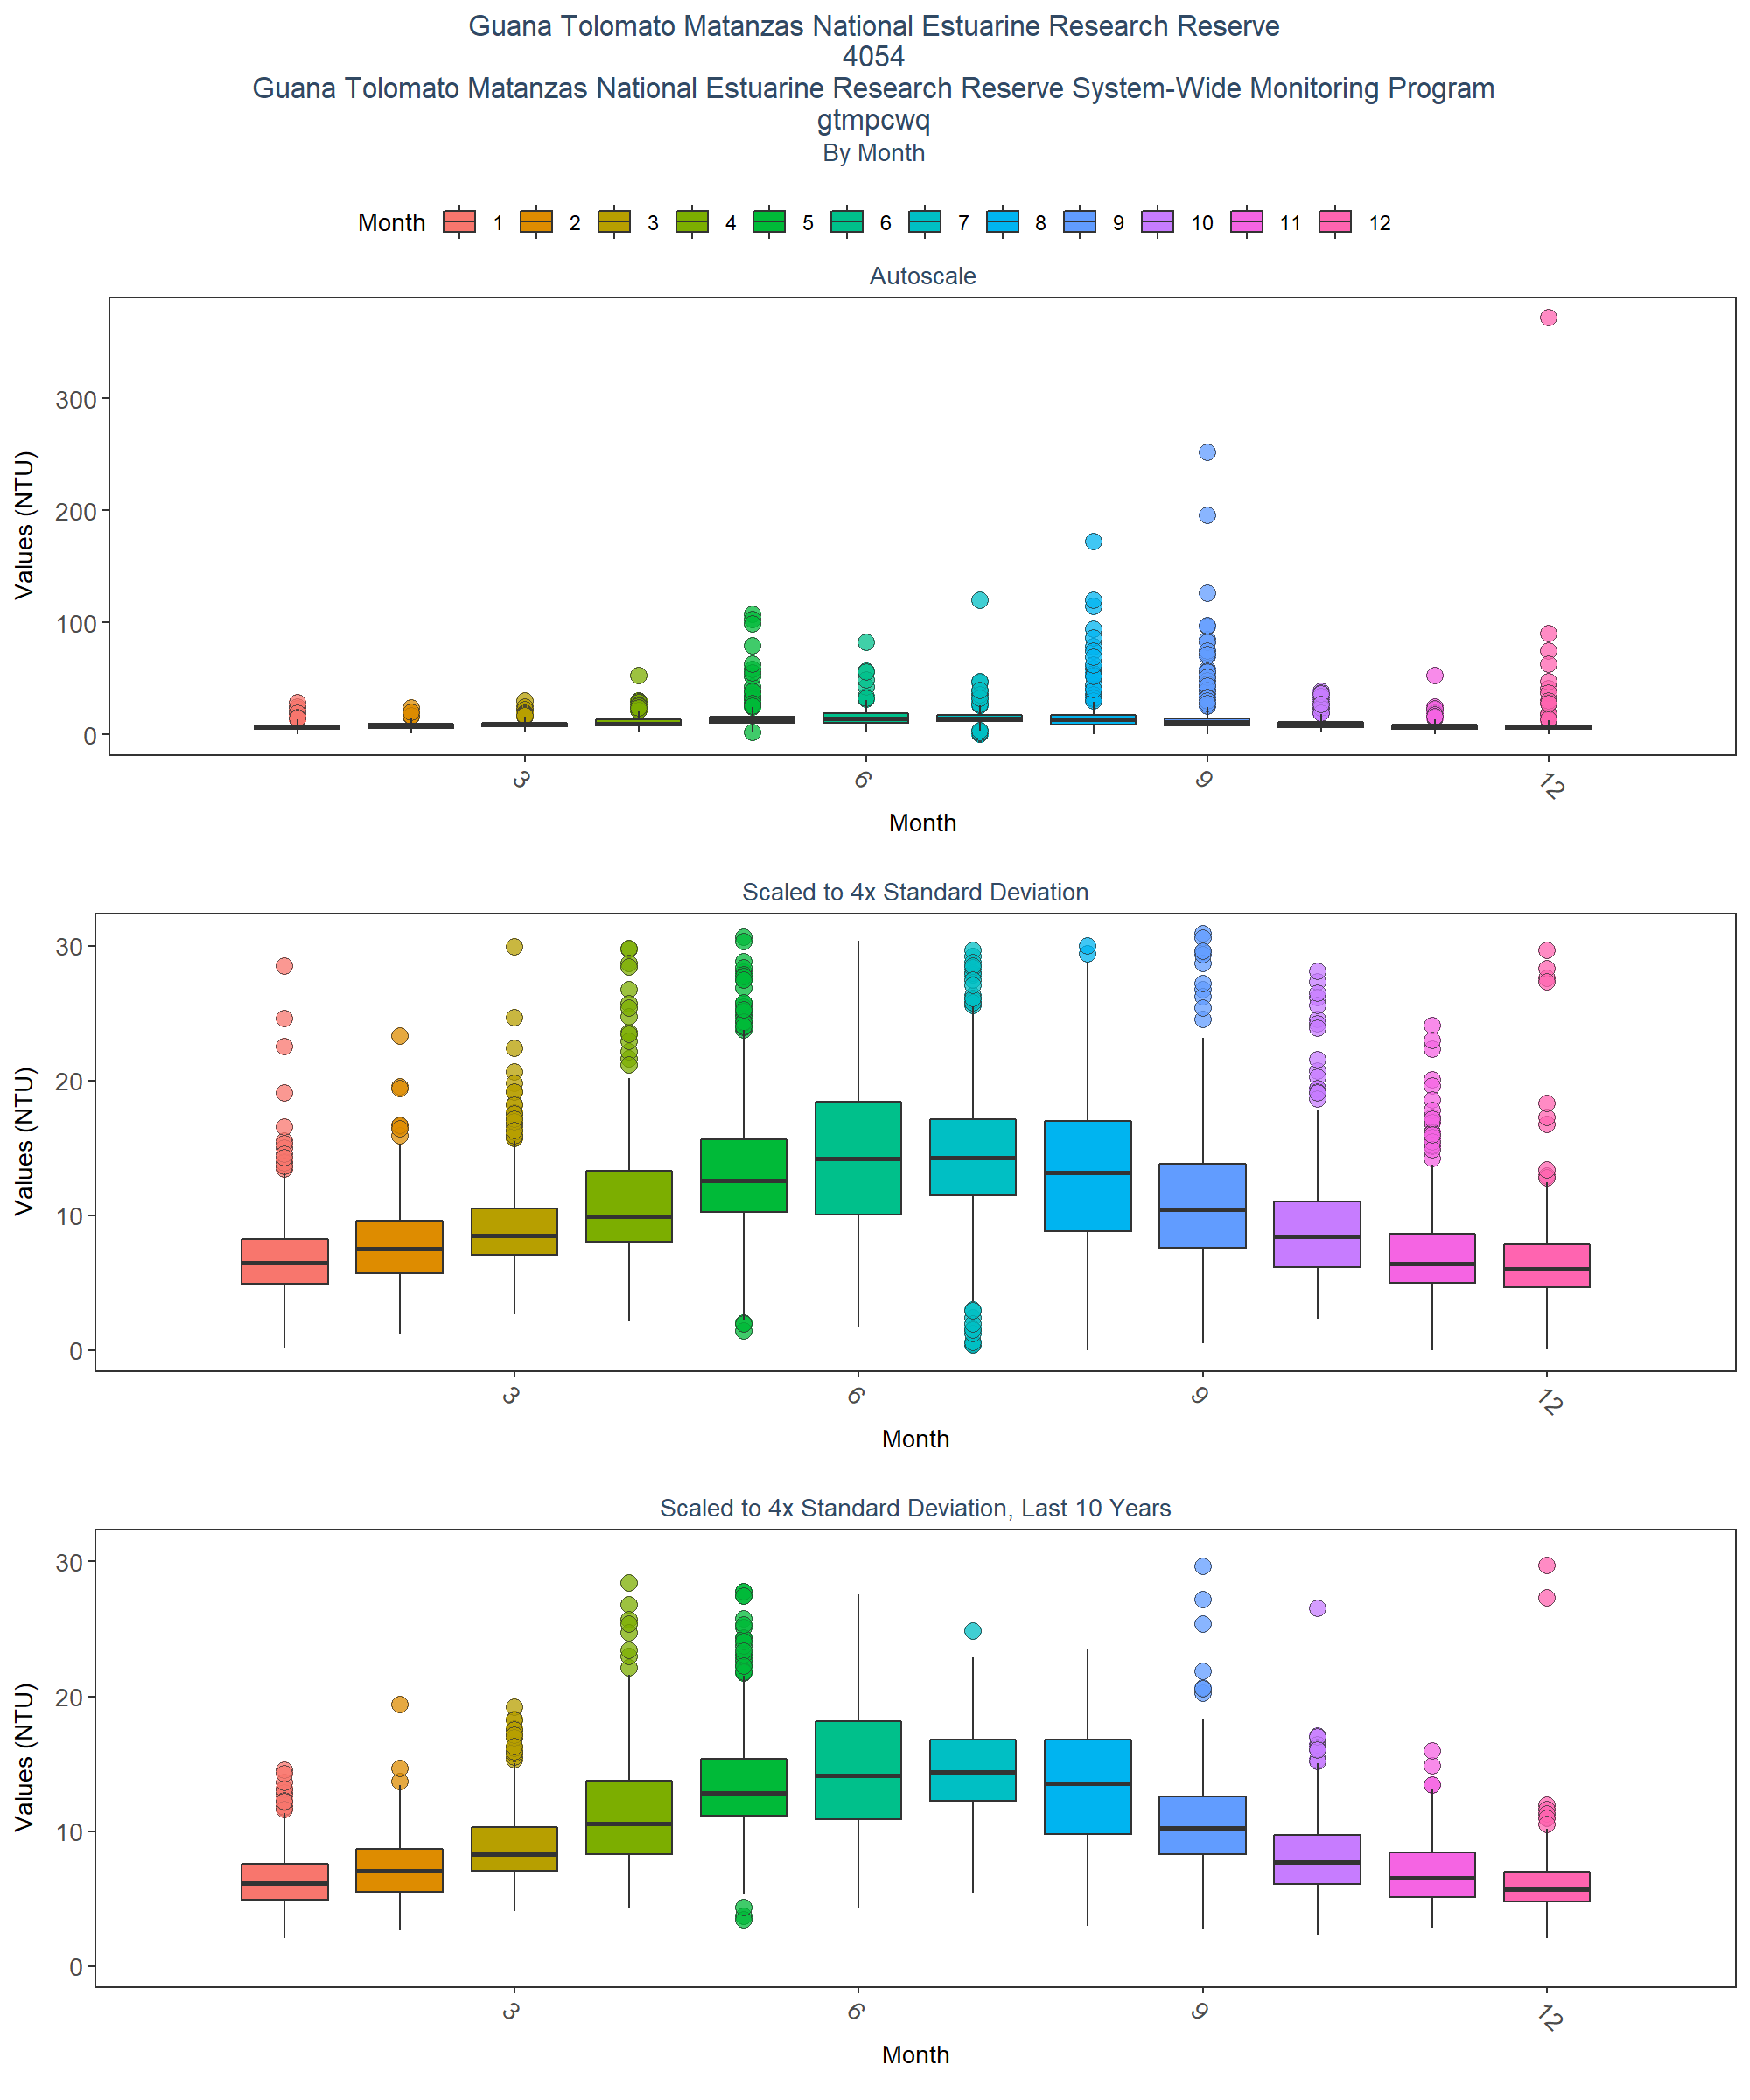 Guana Tolomato Matanzas National Estuarine Research Reserve
4054
Guana Tolomato Matanzas National Estuarine Research Reserve System-Wide Monitoring Program
gtmpcwq
By Month
Month 1 2 3 4 5 6 7 8 9 10 11 12
Autoscale
Values (NTU)
300
200
100
0
3 6 9 12
Month
Scaled to 4x Standard Deviation
Values (NTU)
30
20
10
0
3 6 9 12
Month
Scaled to 4x Standard Deviation, Last 10 Years
Values (NTU)
30
20
10
0
3 6 9 12
Month